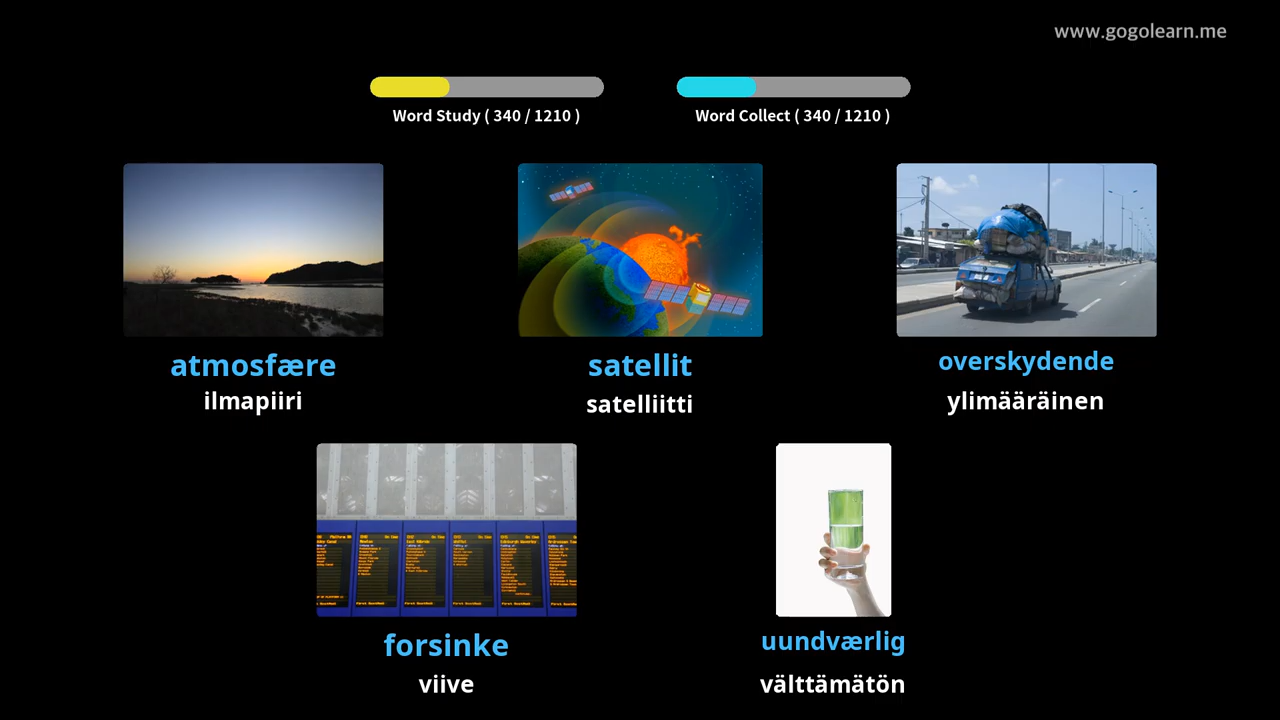 www.gogolearn.me
Word Study ( 340 / 1210 )
Word Collect ( 340 / 1210 )
atmosfære
ilmapiiri
satellit
satelliitti
overskydende
ylimääräinen
forsinke
viive
uundværlig
välttämätön